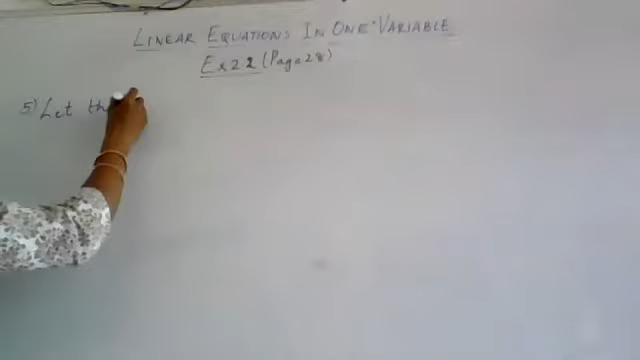 LINEAR EQUATIONS IN ONE VARIABLE
Ex 2.2 (Page 28)
5) Let th